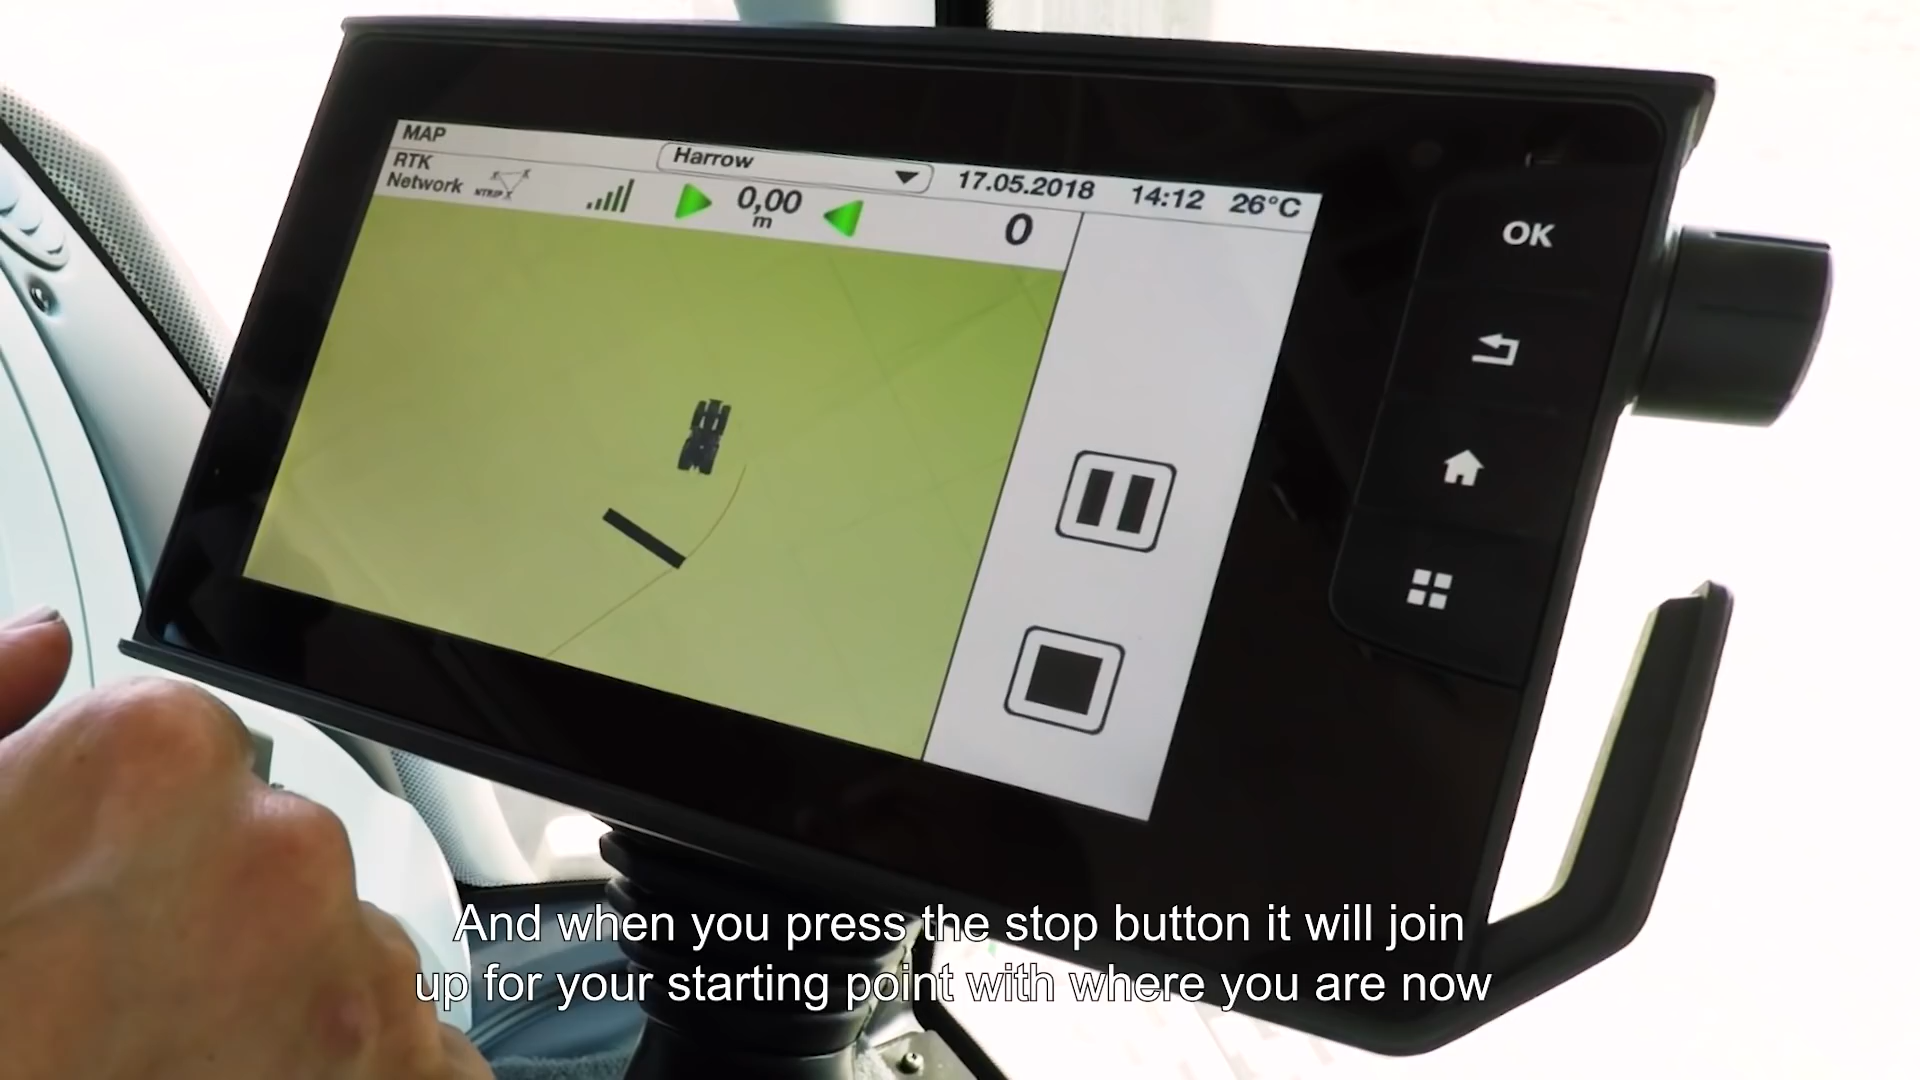 MAP
Harrow
17.05.2018 14:12 26°C
RTK
Network
NTRIP
0,00
m
0
OK
And when you press the stop button it will join
up for your starting point with where you are now